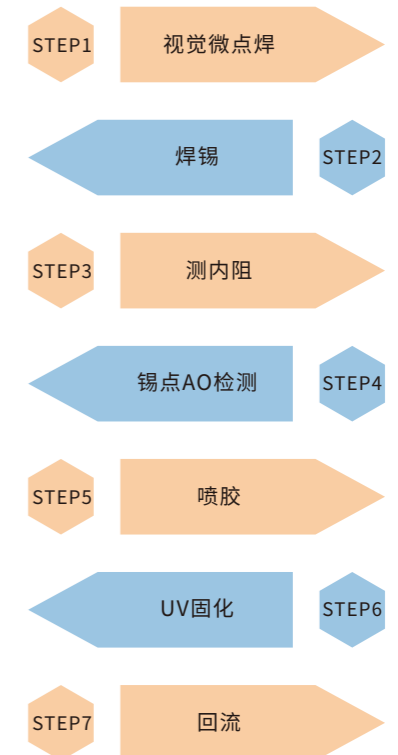 STEP1 视觉微点焊
焊锡 STEP2
STEP3 测内阻
锡点AO检测 STEP4
STEP5 喷胶
UV固化 STEP6
STEP7 回流